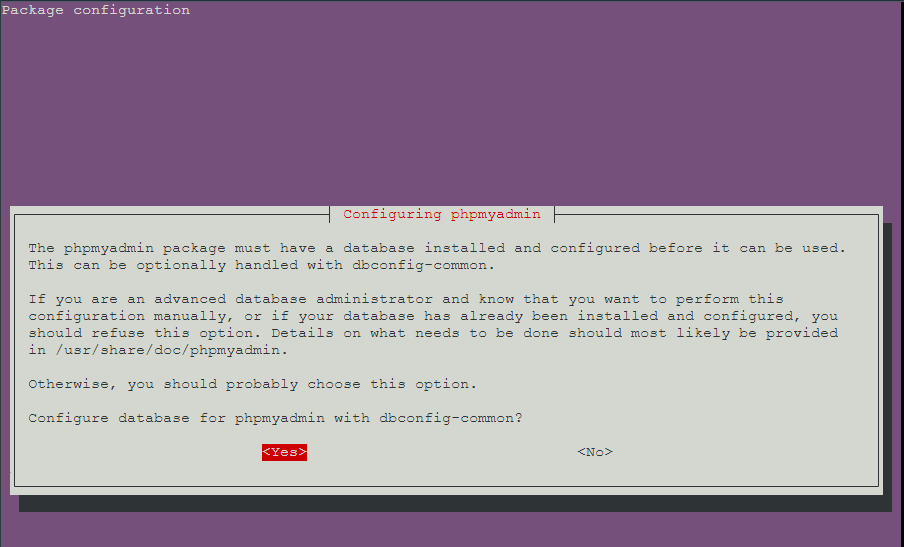 Package configuration
Configuring phpmyadmin
The phpmyadmin package must have a database installed and configured before it can be used.
This can be optionally handled with dbconfig-common.
If you are an advanced database administrator and know that you want to perform this
configuration manually, or if your database has already been installed and configured, you
should refuse this option. Details on what needs to be done should most likely be provided
in /usr/share/doc/phpmyadmin.
Otherwise, you should probably choose this option.
Configure database for phpmyadmin with dbconfig-common?
<Yes> <No>